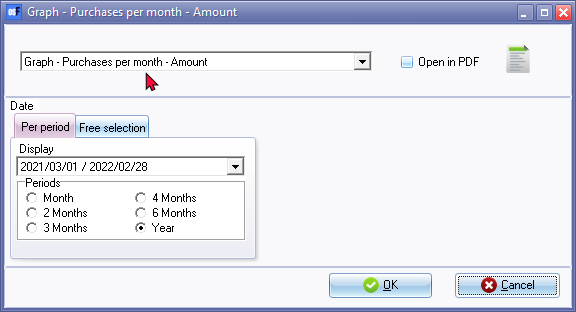 Graph - Purchases per month - Amount
Graph - Purchases per month - Amount
Open in PDF
Date
Per period
Free selection
Display
2021/03/01 / 2022/02/28
Periods
Month
4 Months
2 Months
6 Months
3 Months
Year
OK
Cancel